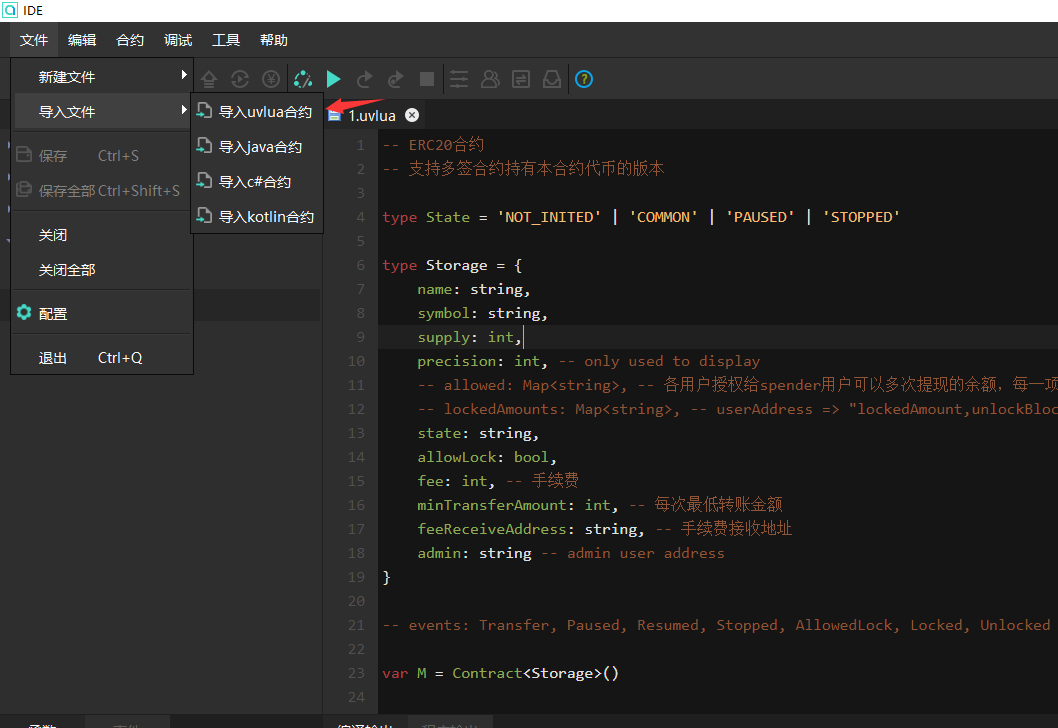 IDE
文件 编辑 合约 调试 工具 帮助
新建文件
导入文件
保存 Ctrl+S
保存全部 Ctrl+Shift+S
关闭
关闭全部
配置
退出 Ctrl+Q
导入uvlua合约
导入java合约
导入c#合约
导入kotlin合约
1.uvlua
1 -- ERC20合约
2 -- 支持多签合约持有本合约代币的版本
3
4 type State = 'NOT_INITED' | 'COMMON' | 'PAUSED' | 'STOPPED'
5
6 type Storage = {
7 name: string,
8 symbol: string,
9 supply: int,
10 precision: int, -- only used to display
11 -- allowed: Map<string>, -- 各用户授权给spender用户可以多次提现的余额，每一项
12 -- lockedAmounts: Map<string>, -- userAddress => "lockedAmount,unlockBloc
13 state: string,
14 allowLock: bool,
15 fee: int, -- 手续费
16 minTransferAmount: int, -- 每次最低转账金额
17 feeReceiveAddress: string, -- 手续费接收地址
18 admin: string -- admin user address
19 }
20
21 -- events: Transfer, Paused, Resumed, Stopped, AllowedLock, Locked, Unlocked
22
23 var M = Contract<Storage>()
24